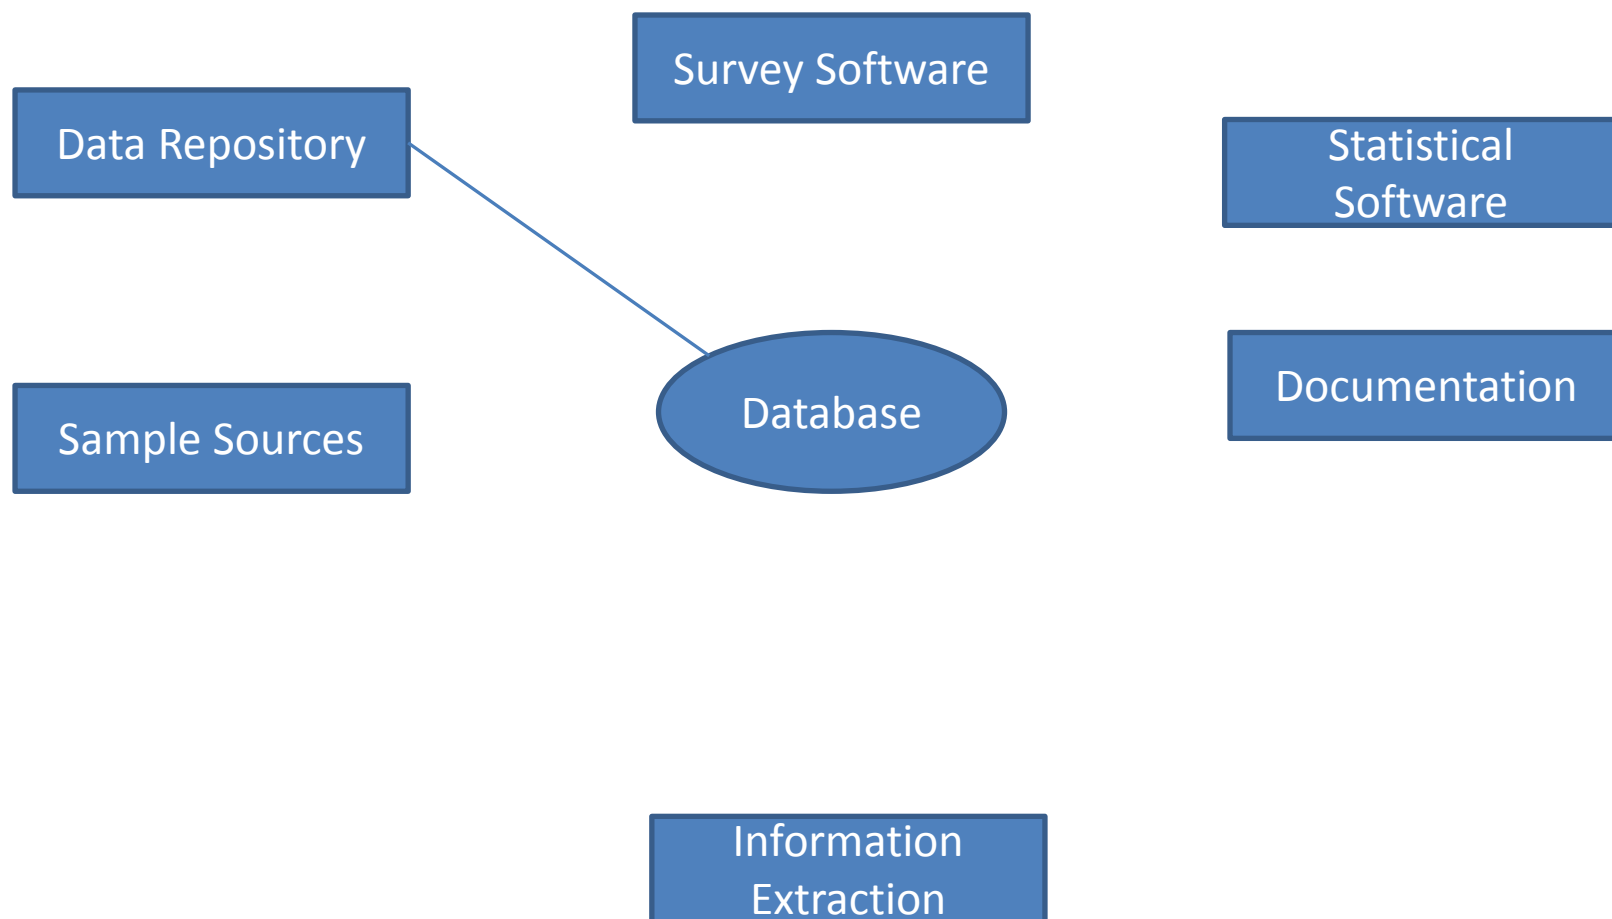 Survey Software
Data Repository
Statistical
Software
Documentation
Database
Sample Sources
Information
Extraction